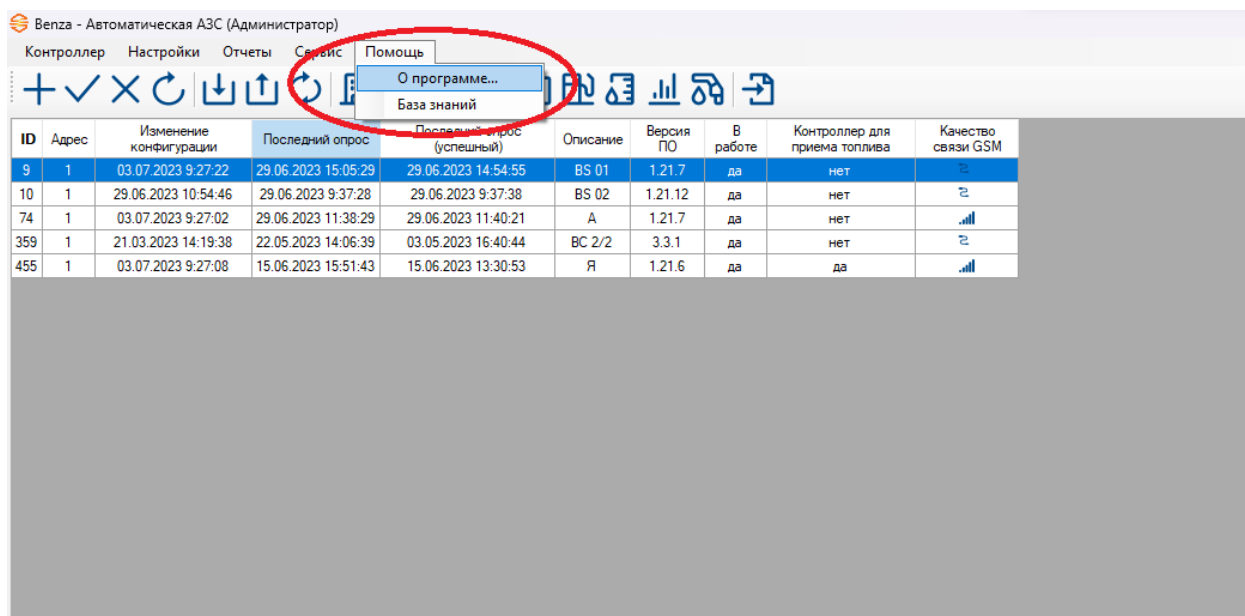 Benza - Автоматическая АЗС (Администратор)
Контроллер Настройки Отчеты Сервис Помощь
О программе...
База знаний
ID Адрес Изменение конфигурации Последний опрос Последний опрос (успешный) Описание Версия ПО В работе Контроллер для приема топлива Качество связи GSM
9 1 03.07.2023 9:27:22 29.06.2023 15:05:29 29.06.2023 14:54:55 BS 01 1.21.7 да нет
10 1 29.06.2023 10:54:46 29.06.2023 9:37:28 29.06.2023 9:37:38 BS 02 1.21.12 да нет
74 1 03.07.2023 9:27:02 29.06.2023 11:38:29 29.06.2023 11:40:21 А 1.21.7 да нет
359 1 21.03.2023 14:19:38 22.05.2023 14:06:39 03.05.2023 16:40:44 BC 2/2 3.3.1 да нет
455 1 03.07.2023 9:27:08 15.06.2023 15:51:43 15.06.2023 13:30:53 Я 1.21.6 да да